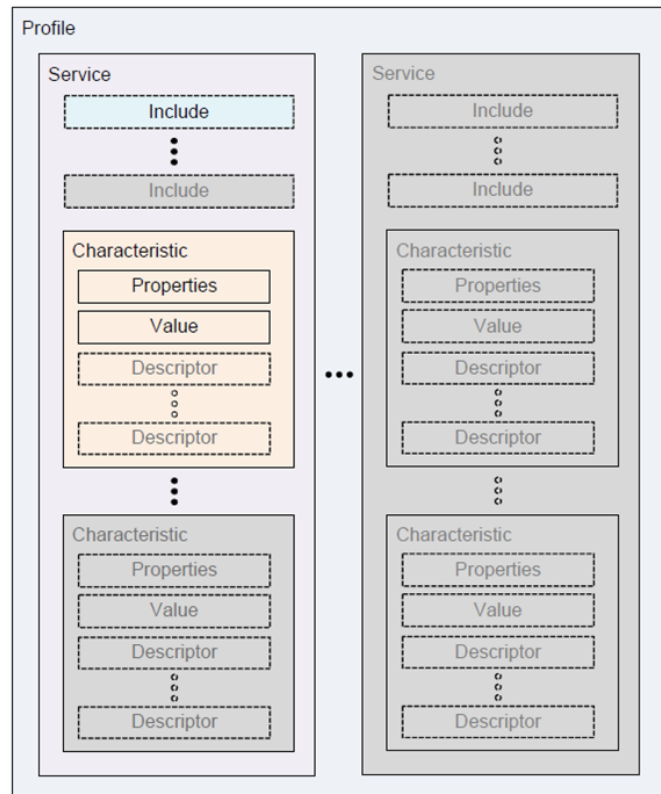 Profile
Service
Include
Include
Characteristic
Properties
Value
Descriptor
Descriptor
Characteristic
Properties
Value
Descriptor
Descriptor
Service
Include
Include
Characteristic
Properties
Value
Descriptor
Descriptor
Characteristic
Properties
Value
Descriptor
Descriptor